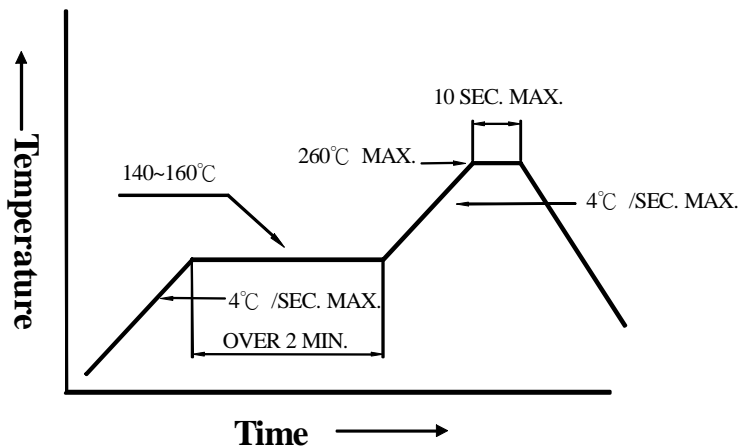 10 SEC. MAX.
260℃ MAX.
140~160℃
4℃ /SEC. MAX.
4℃ /SEC. MAX.
OVER 2 MIN.
Temperature
Time